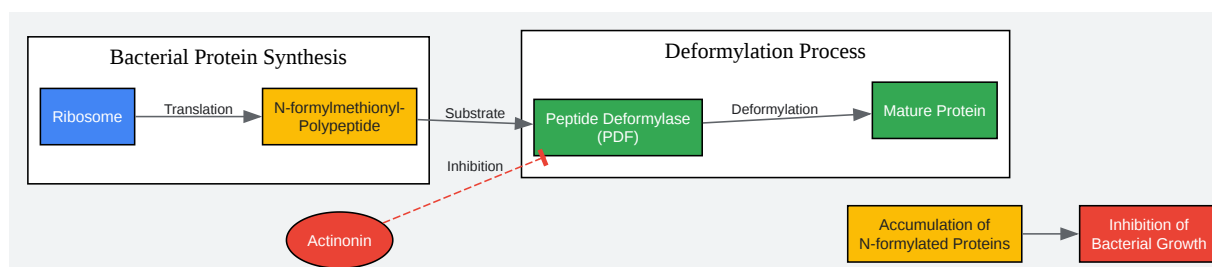 Bacterial Protein Synthesis
Ribosome
Translation
N-formylmethionyl-
Polypeptide
Substrate
Inhibition
Deformylation Process
Peptide Deformylase
(PDF)
Deformylation
Mature Protein
Actinonin
Accumulation of
N-formylated Proteins
Inhibition of
Bacterial Growth